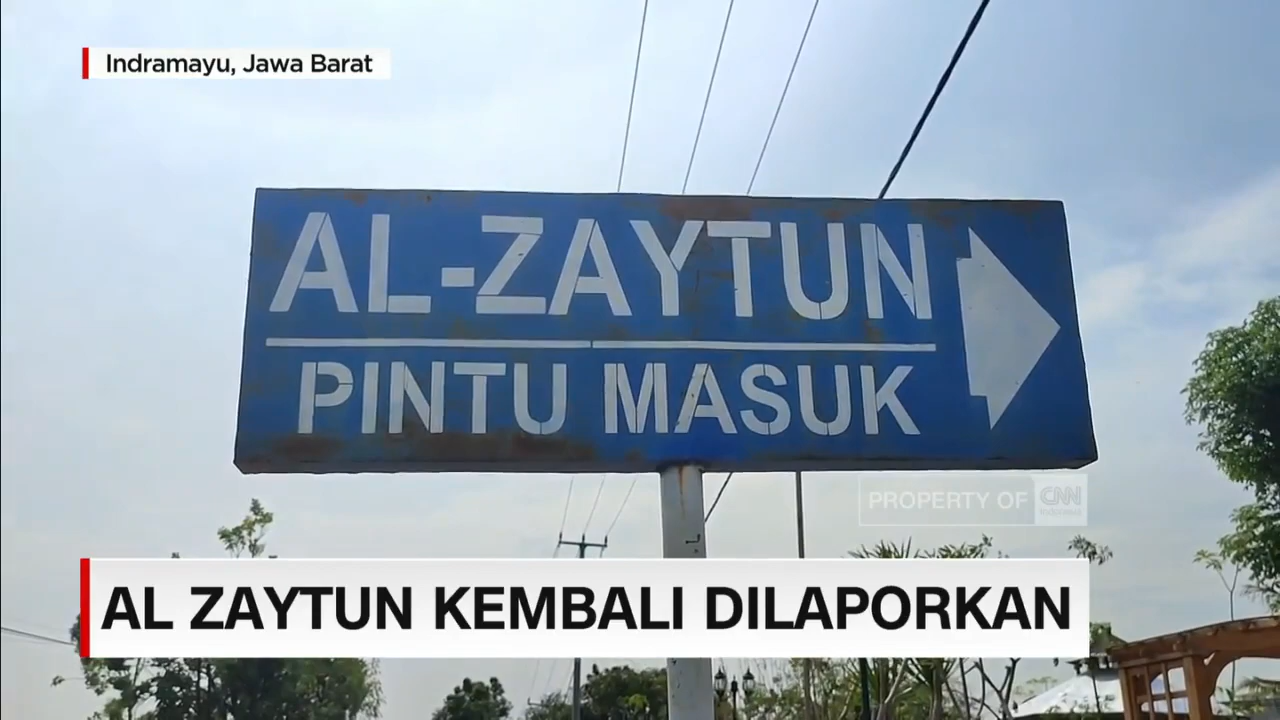 Indramayu, Jawa Barat
AL-ZAYTUN
PINTU MASUK
PROPERTY OF CNN
AL ZAYTUN KEMBALI DILAPORKAN